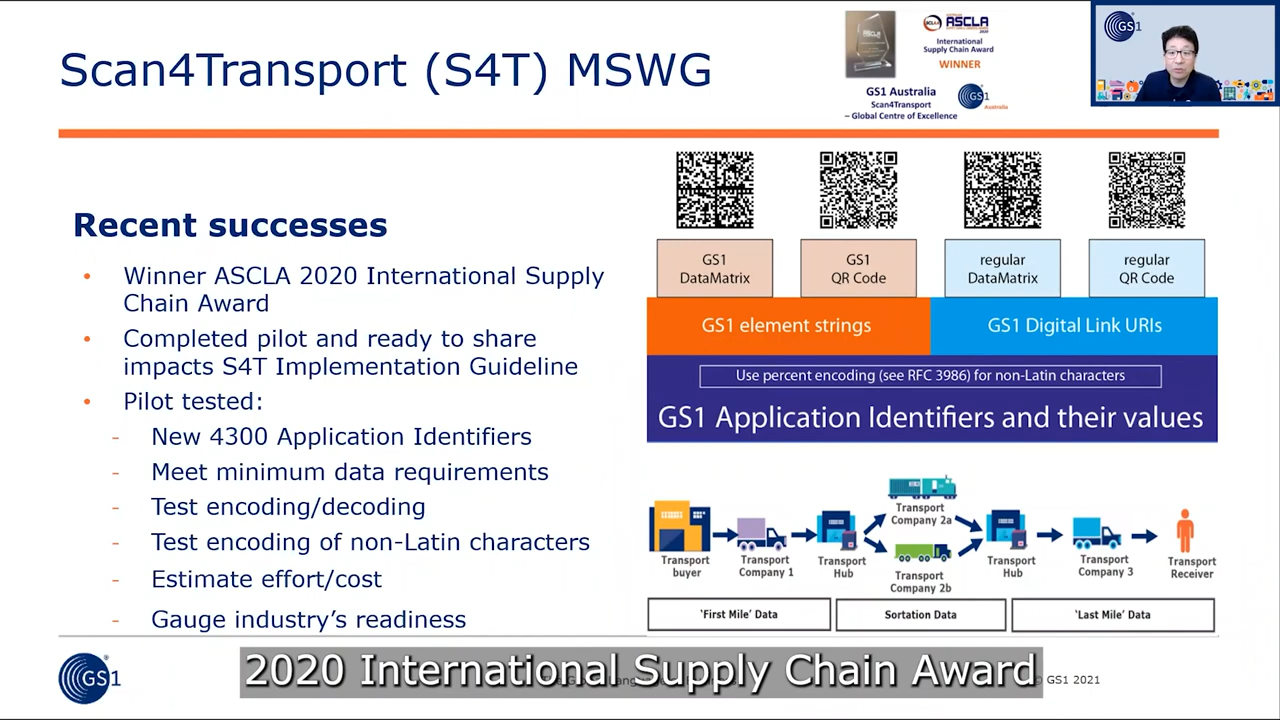 Scan4Transport (S4T) MSWG
ASCLA
2020
International
Supply Chain Award
WINNER
GS1 Australia
Scan4Transport
– Global Centre of Excellence
GS1
Australia
GS1
Recent successes
• Winner ASCLA 2020 International Supply
Chain Award
• Completed pilot and ready to share
impacts S4T Implementation Guideline
• Pilot tested:
- New 4300 Application Identifiers
- Meet minimum data requirements
- Test encoding/decoding
- Test encoding of non-Latin characters
- Estimate effort/cost
- Gauge industry's readiness
GS1
DataMatrix
GS1
QR Code
regular
DataMatrix
regular
QR Code
GS1 element strings
GS1 Digital Link URIs
Use percent encoding (see RFC 3986) for non-Latin characters
GS1 Application Identifiers and their values
Transport
buyer
Transport
Company 1
Transport
Hub
Transport
Company 2a
Transport
Company 2b
Transport
Hub
Transport
Company 3
Transport
Receiver
'First Mile' Data
Sortation Data
'Last Mile' Data
GS1
2020 International Supply Chain Award
© GS1 2021